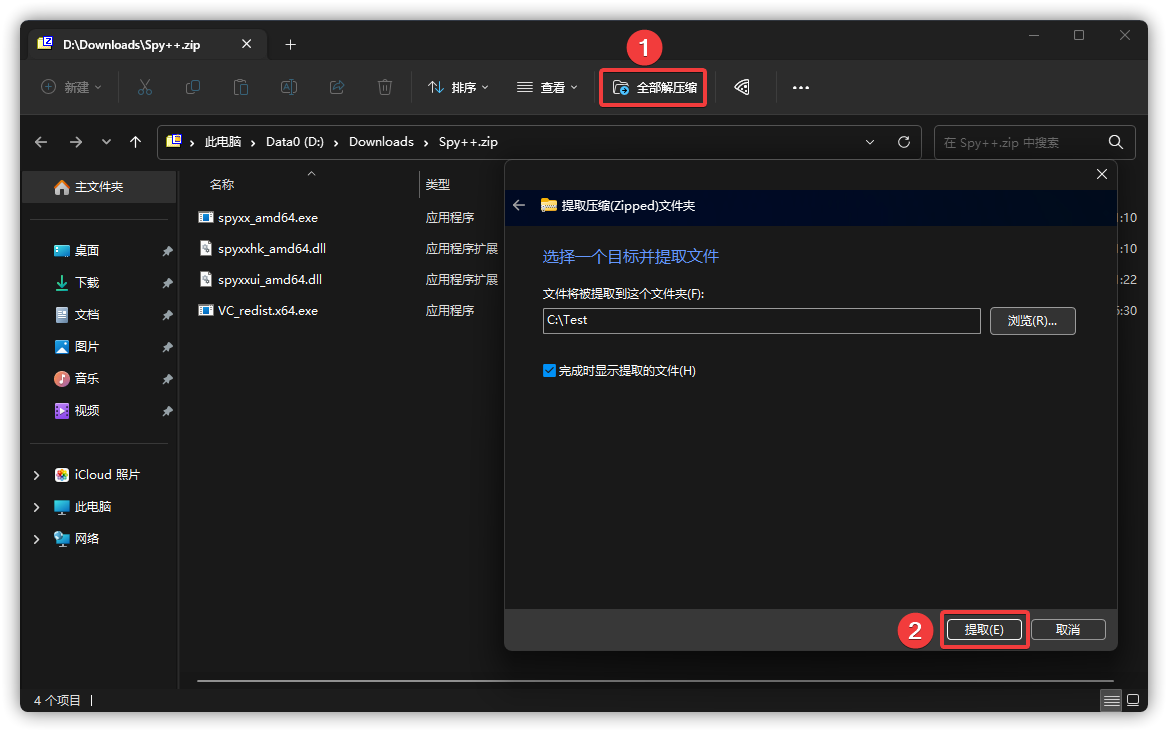 D:\Downloads\Spy++.zip
1
新建
排序
查看
全部解压缩
此电脑 > Data0 (D:) > Downloads > Spy++.zip
在 Spy++.zip 中搜索
主文件夹
桌面
下载
文档
图片
音乐
视频
iCloud 照片
此电脑
网络
名称 类型
spyxx_amd64.exe 应用程序 :10
spyxxhk_amd64.dll 应用程序扩展 :10
spyxxui_amd64.dll 应用程序扩展 :22
VC_redist.x64.exe 应用程序 :30
提取压缩(Zipped)文件夹
选择一个目标并提取文件
文件将被提取到这个文件夹(F):
C:\Test
浏览(R)...
完成时显示提取的文件(H)
2
提取(E)
取消
4 个项目